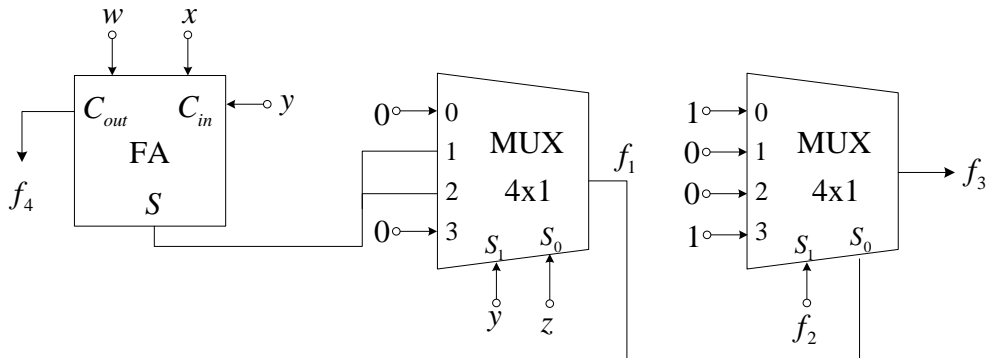 w x
C_out C_in y
FA
f_4 S
0 0
1 MUX f_1
2 4x1
0 3 S_1 S_0
y z
1 0
0 1 MUX f_3
0 2 4x1
1 3 S_1 S_0
f_2